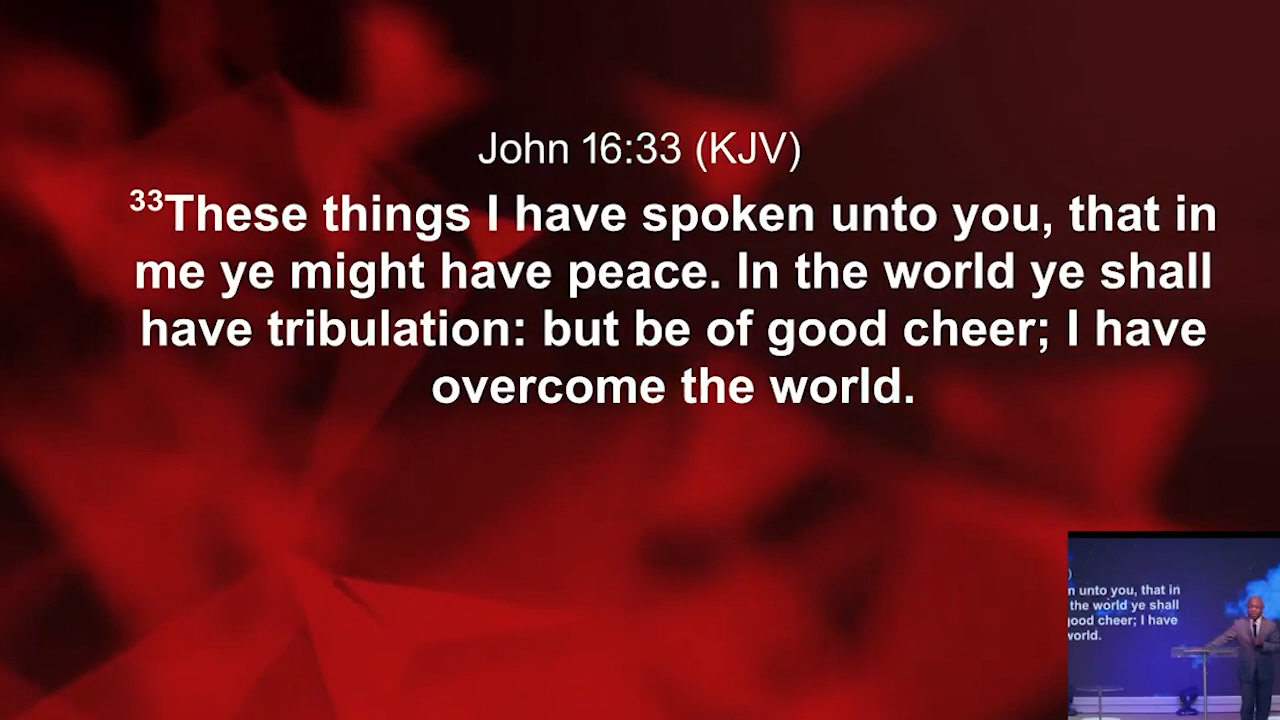 John 16:33 (KJV)
33These things I have spoken unto you, that in
me ye might have peace. In the world ye shall
have tribulation: but be of good cheer; I have
overcome the world.
)
n unto you, that in
the world ye shall
good cheer; I have
world.